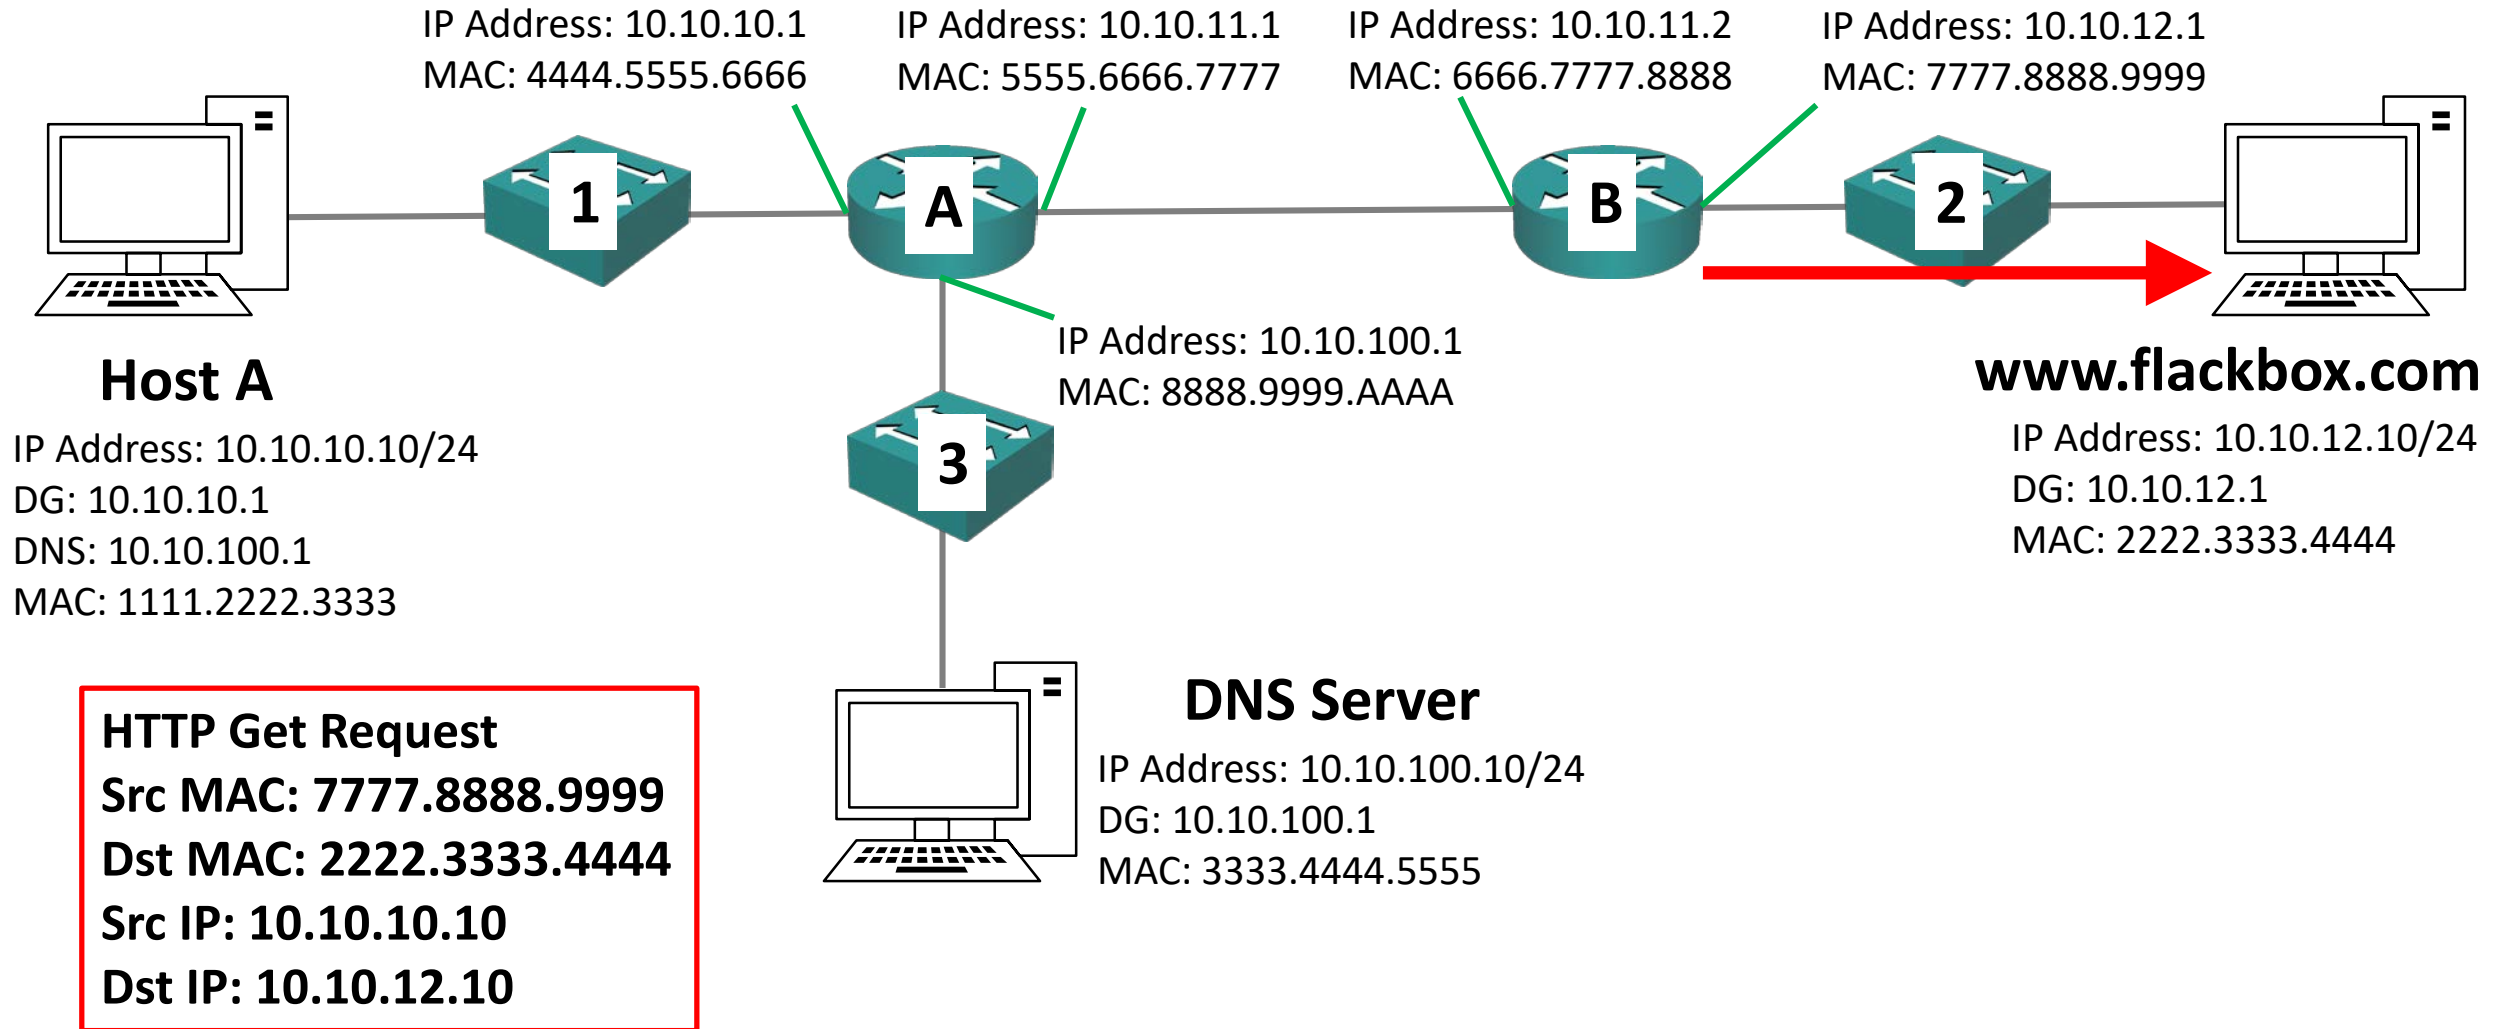 IP Address: 10.10.10.1
MAC: 4444.5555.6666
IP Address: 10.10.11.1
MAC: 5555.6666.7777
IP Address: 10.10.11.2
MAC: 6666.7777.8888
IP Address: 10.10.12.1
MAC: 7777.8888.9999
1
A
B
2
IP Address: 10.10.100.1
MAC: 8888.9999.AAAA
Host A
IP Address: 10.10.10.10/24
DG: 10.10.10.1
DNS: 10.10.100.1
MAC: 1111.2222.3333
www.flackbox.com
IP Address: 10.10.12.10/24
DG: 10.10.12.1
MAC: 2222.3333.4444
3
DNS Server
IP Address: 10.10.100.10/24
DG: 10.10.100.1
MAC: 3333.4444.5555
HTTP Get Request
Src MAC: 7777.8888.9999
Dst MAC: 2222.3333.4444
Src IP: 10.10.10.10
Dst IP: 10.10.12.10